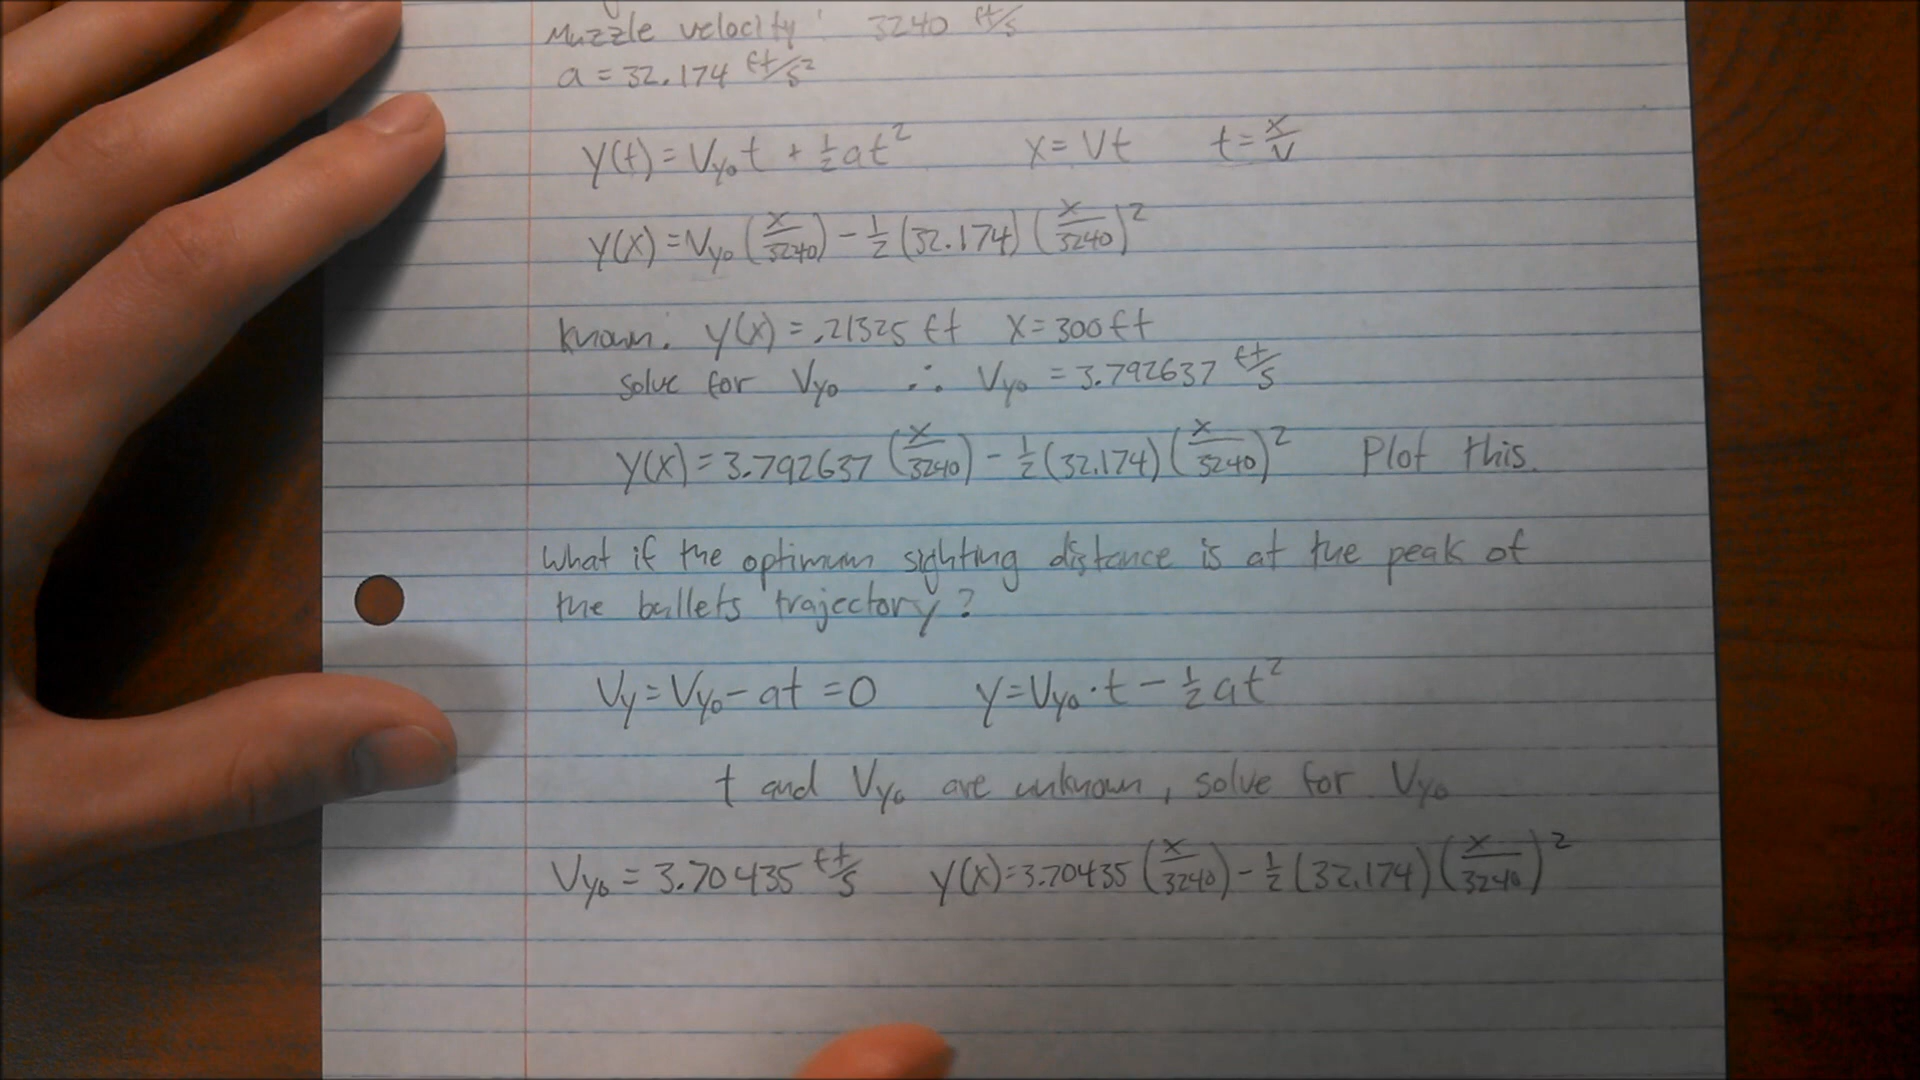 Muzzle velocity: 3240 ft/s
a = 32.174 ft/s²
y(t) = Vy₀t + ½at² x = Vt t = x/v
y(x) = Vy₀(x/3240) - ½(32.174)(x/3240)²
known: y(x) = .21325 ft x = 300ft
solve for Vy₀ ∴ Vy₀ = 3.792637 ft/s
y(x) = 3.792637(x/3240) - ½(32.174)(x/3240)² Plot this.
What if the optimum sighting distance is at the peak of
the bullets trajectory?
Vy = Vy₀ - at = 0 y = Vy₀·t - ½at²
t and Vy₀ are unknown, solve for Vy₀
Vy₀ = 3.70435 ft/s y(x) = 3.70435(x/3240) - ½(32.174)(x/3240)²